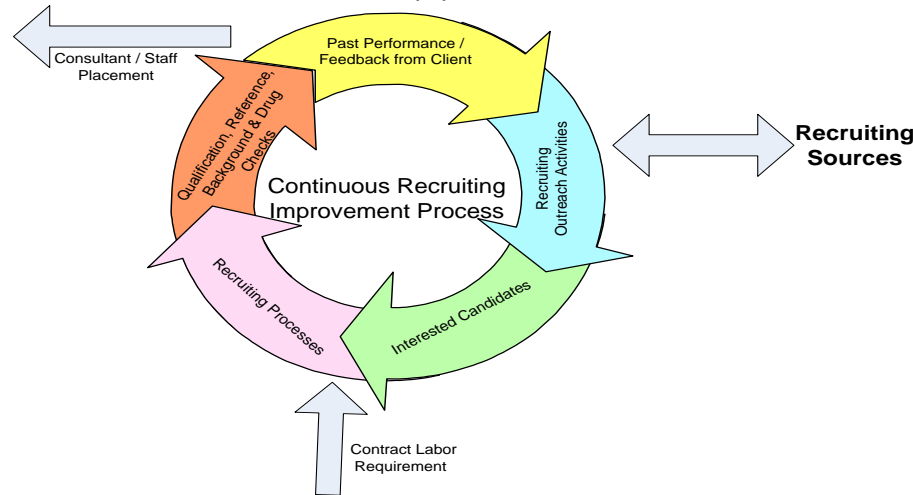 Past Performance /
Feedback from Client
Consultant / Staff
Placement
Qualification, Reference,
Background & Drug
Checks
Recruiting
Outreach Activities
Recruiting
Sources
Continuous Recruiting
Improvement Process
Interested Candidates
Recruiting Processes
Contract Labor
Requirement